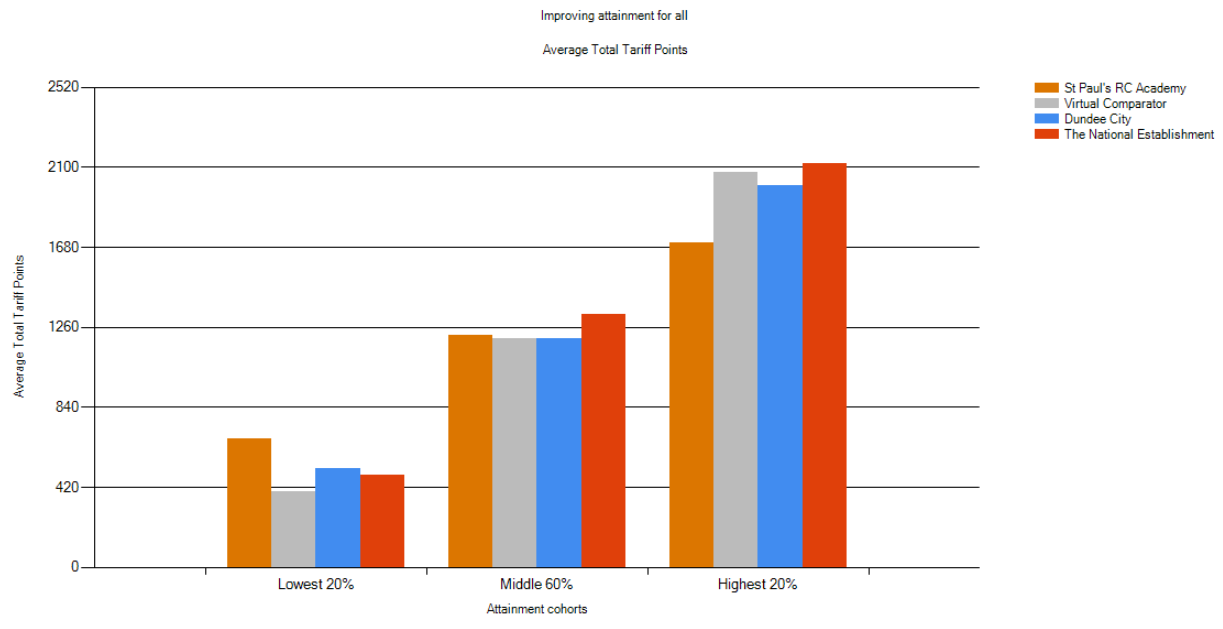 Improving attainment for all
Average Total Tariff Points
2520
2100
1680
1260
840
420
0
Average Total Tariff Points
Lowest 20%
Middle 60%
Highest 20%
Attainment cohorts
St Paul's RC Academy
Virtual Comparator
Dundee City
The National Establishment